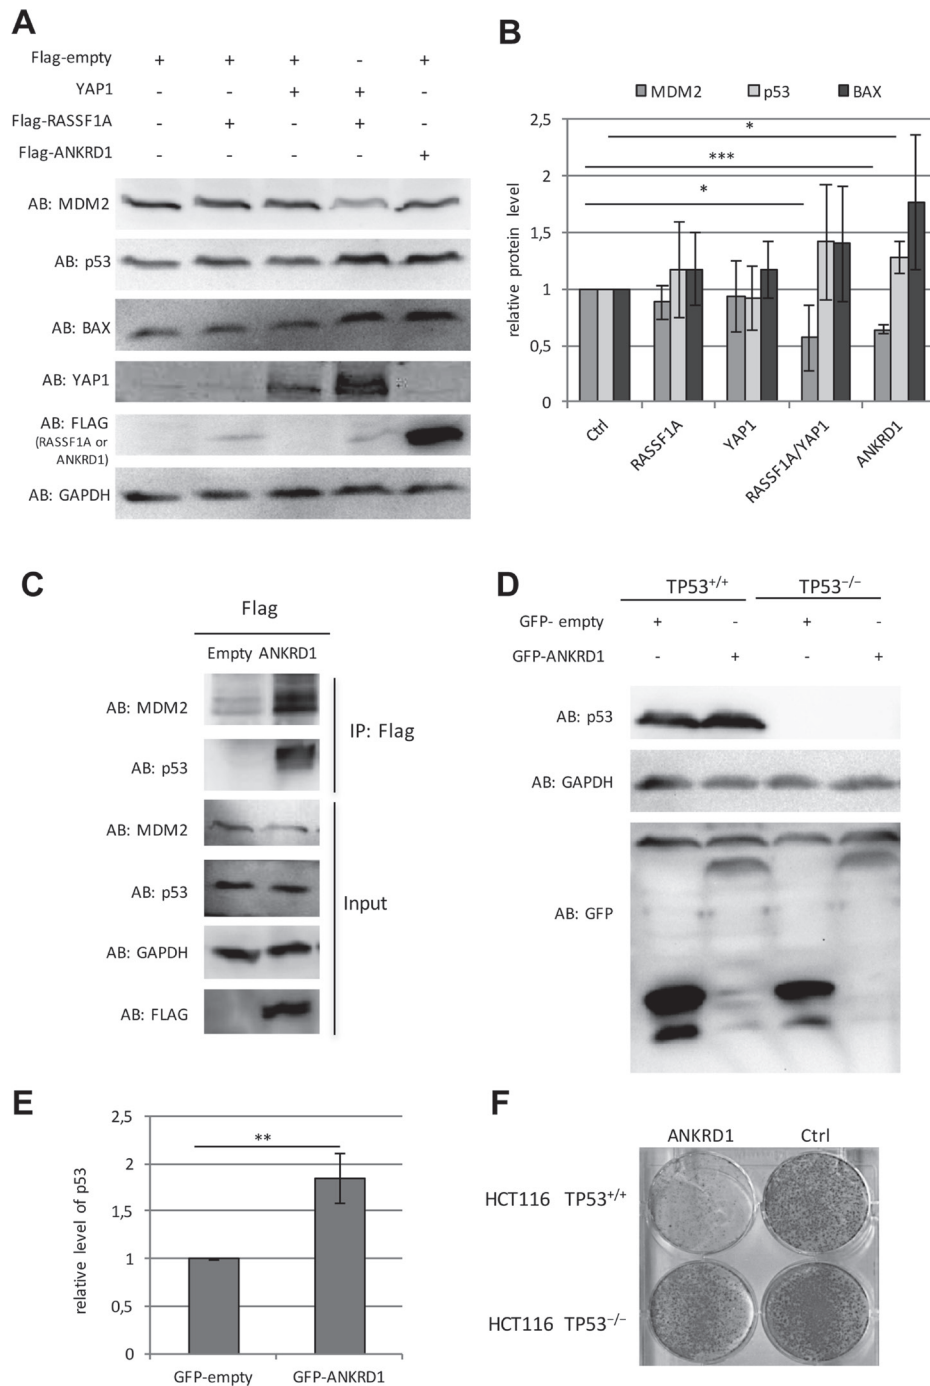 A
Flag-empty + + + - +
YAP1 - - + + -
Flag-RASSF1A - + - + -
Flag-ANKRD1 - - - - +
AB: MDM2
AB: p53
AB: BAX
AB: YAP1
AB: FLAG
(RASSF1A or
ANKRD1)
AB: GAPDH
B
MDM2 p53 BAX
relative protein level
2,5
2
1,5
1
0,5
0
*
***
*
Ctrl
RASSF1A
YAP1
RASSF1A/YAP1
ANKRD1
C
Flag
Empty ANKRD1
AB: MDM2
AB: p53
IP: Flag
AB: MDM2
AB: p53
AB: GAPDH
AB: FLAG
Input
D
TP53+/+ TP53−/−
GFP- empty + - + -
GFP-ANKRD1 - + - +
AB: p53
AB: GAPDH
AB: GFP
E
relative level of p53
2,5
2
1,5
1
0,5
0
**
GFP-empty GFP-ANKRD1
F
ANKRD1 Ctrl
HCT116 TP53+/+
HCT116 TP53−/−